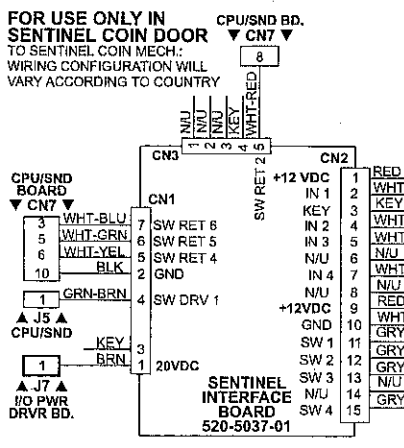 FOR USE ONLY IN
SENTINEL COIN DOOR
TO SENTINEL COIN MECH.:
WIRING CONFIGURATION WILL
VARY ACCORDING TO COUNTRY
CPU/SND BD.
▼ CN7 ▼
8
WHT-RED
N/U
N/U
N/U
KEY
1 2 3 4 5
CN3
SW RET 2
CN2
+12 VDC 1 RED
IN 1 2 WHT
KEY 3 KEY
IN 2 4 WHT
IN 3 5 WHT
N/U 6 N/U
IN 4 7 WHT
N/U 8 N/U
+12VDC 9 RED
GND 10 WHT
SW 1 11 GRY
SW 2 12 GRY
SW 3 13 GRY
N/U 14 N/U
SW 4 15 GRY
CPU/SND
BOARD
▼ CN7 ▼
CN1
3 WHT-BLU 7 SW RET 6
5 WHT-GRN 6 SW RET 5
6 WHT-YEL 5 SW RET 4
10 BLK 2 GND
1 GRN-BRN 4 SW DRV 1
▲ J5 ▲
CPU/SND
KEY 3
1 BRN 1 20VDC
▲ J7 ▲
I/O PWR
DRVR BD.
SENTINEL
INTERFACE
BOARD
520-5037-01